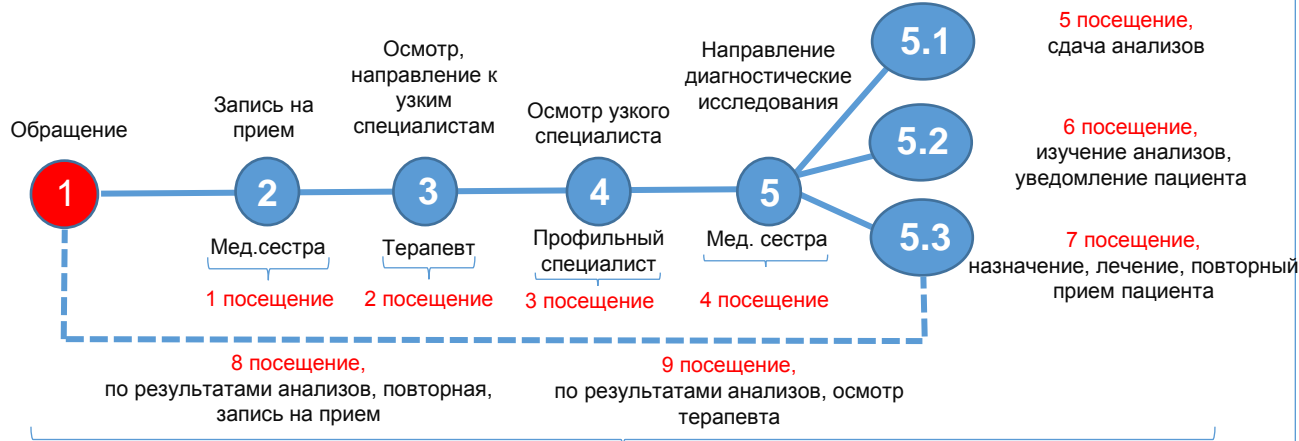 Обращение
1
Запись на
прием
2
Мед.сестра
1 посещение
Осмотр,
направление к
узким
специалистам
3
Терапевт
2 посещение
Осмотр узкого
специалиста
4
Профильный
специалист
3 посещение
Направление
диагностические
исследования
5
Мед. сестра
4 посещение
5.1
5 посещение,
сдача анализов
5.2
6 посещение,
изучение анализов,
уведомление пациента
5.3
7 посещение,
назначение, лечение, повторный
прием пациента
8 посещение,
по результатами анализов, повторная,
запись на прием
9 посещение,
по результатами анализов, осмотр
терапевта